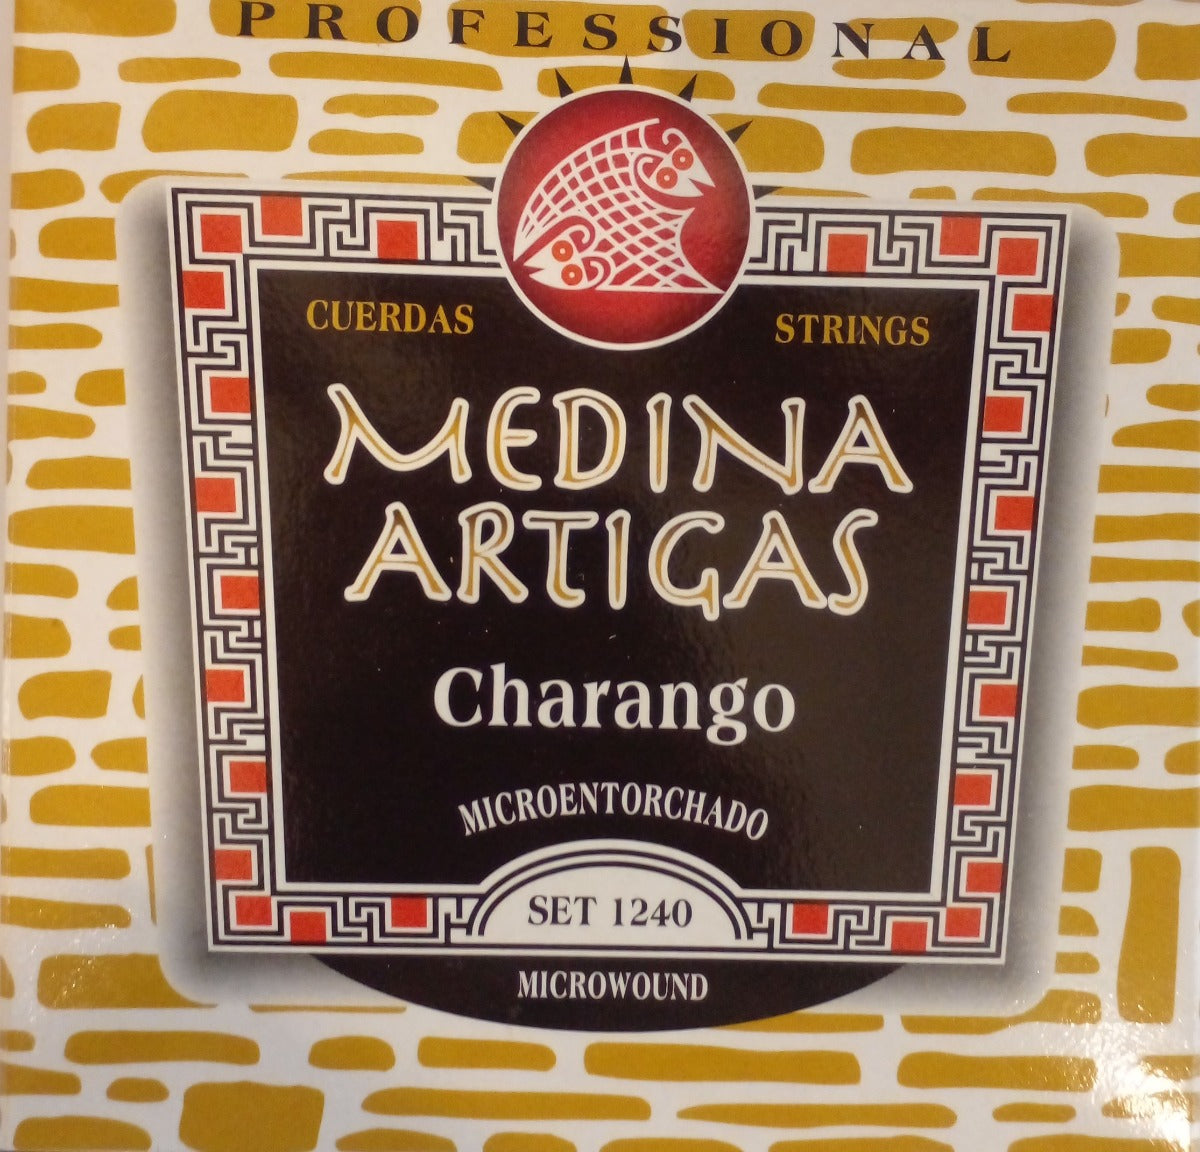 PROFESSIONAL
CUERDAS STRINGS
MEDINA
ARTIGAS
Charango
MICROENTORCHADO
SET 1240
MICROWOUND